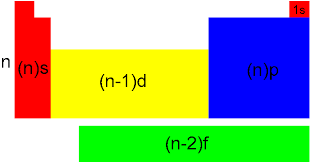 1s
n
(n)s
(n-1)d
(n)p
(n-2)f